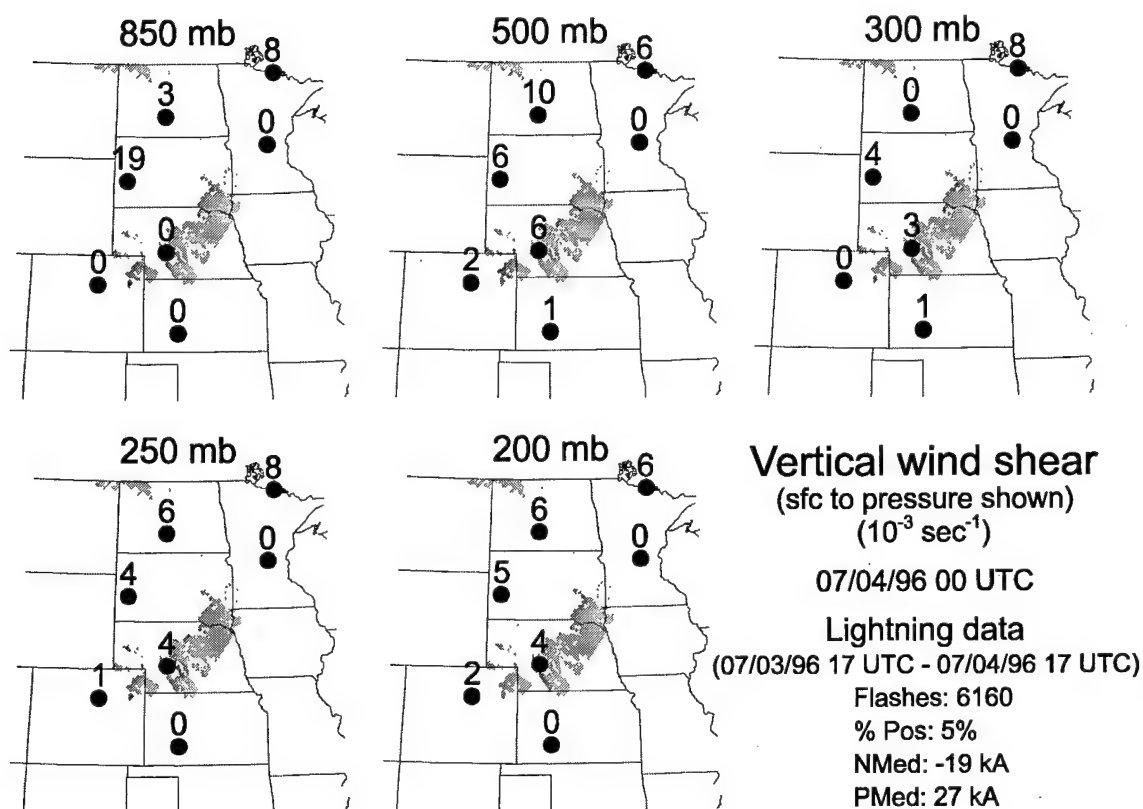 850 mb
8
3
0
19
0
0
0
500 mb
6
10
0
6
6
2
1
300 mb
8
0
0
4
3
0
1
250 mb
8
6
0
4
4
1
0
200 mb
6
6
0
5
4
2
0
Vertical wind shear
(sfc to pressure shown)
(10⁻³ sec⁻¹)
07/04/96 00 UTC
Lightning data
(07/03/96 17 UTC - 07/04/96 17 UTC)
Flashes: 6160
% Pos: 5%
NMed: -19 kA
PMed: 27 kA